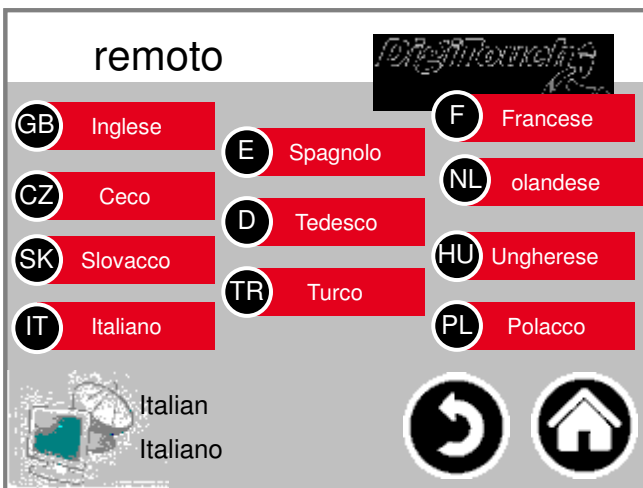 remoto
DigiTouch
GB Inglese
CZ Ceco
SK Slovacco
IT Italiano
E Spagnolo
D Tedesco
TR Turco
F Francese
NL olandese
HU Ungherese
PL Polacco
Italian
Italiano